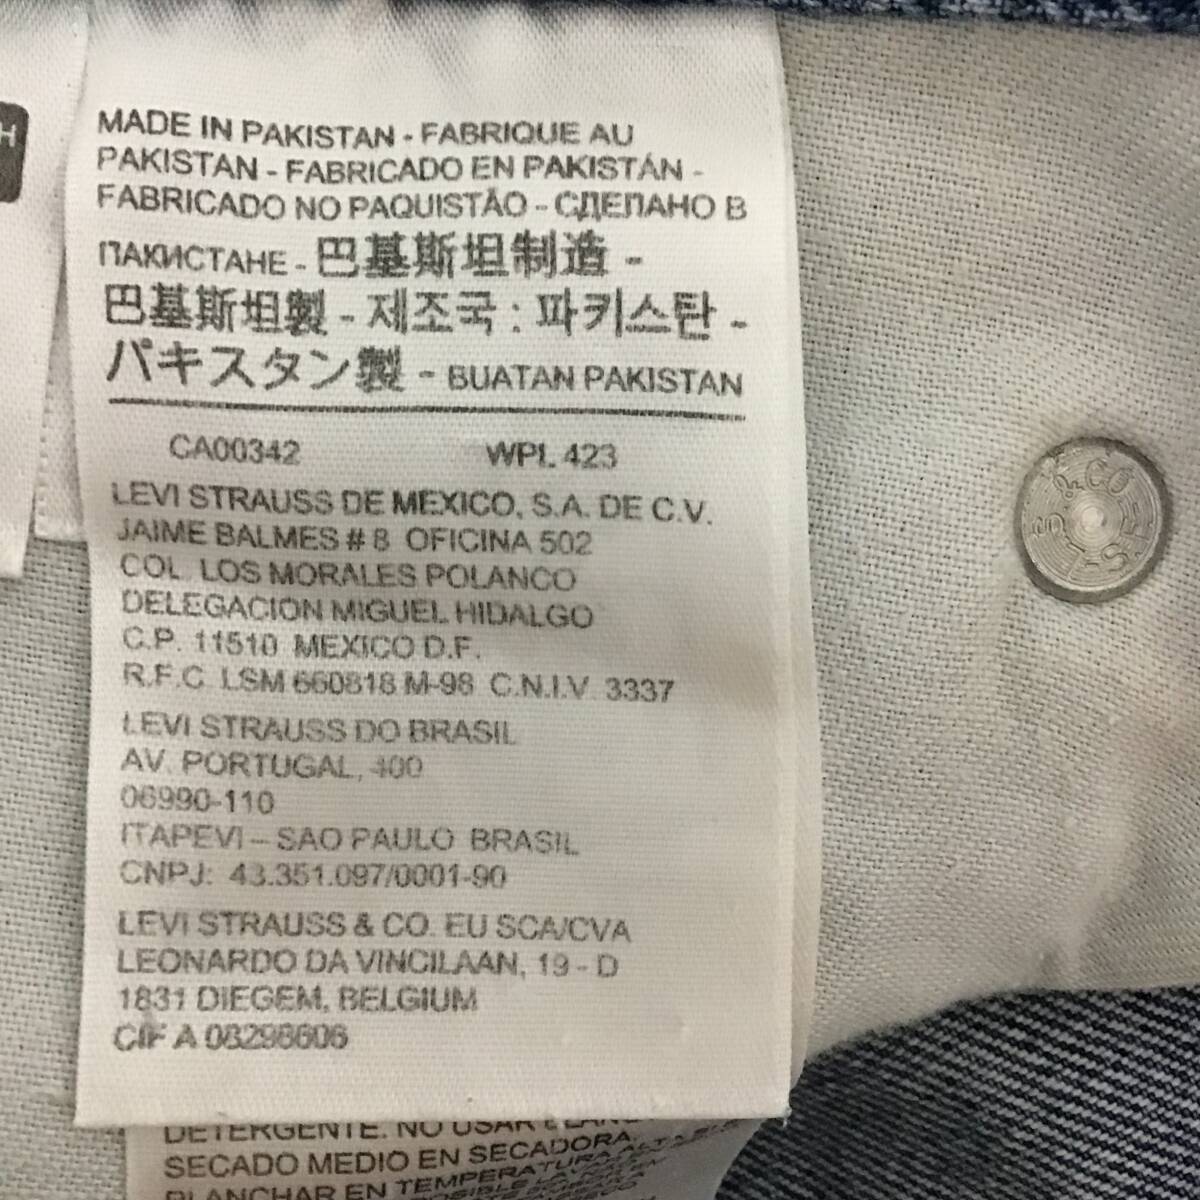 H
MADE IN PAKISTAN - FABRIQUE AU
PAKISTAN - FABRICADO EN PAKISTÁN -
FABRICADO NO PAQUISTÃO - СДЕЛАНО В
ПАКИСТАНЕ - 巴基斯坦制造 -
巴基斯坦製 - 제조국 : 파키스탄 -
パキスタン製 - BUATAN PAKISTAN
CA00342 WPL 423
LEVI STRAUSS DE MEXICO, S.A. DE C.V.
JAIME BALMES # 8 OFICINA 502
COL. LOS MORALES POLANCO
DELEGACION MIGUEL HIDALGO
C.P. 11510 MEXICO D.F.
R.F.C. LSM 660818 M-98 C.N.I.V. 3337
LEVI STRAUSS DO BRASIL
AV. PORTUGAL, 400
06990-110
ITAPEVI – SAO PAULO BRASIL
CNPJ: 43.351.097/0001-90
LEVI STRAUSS & CO. EU SCA/CVA
LEONARDO DA VINCILAAN, 19 - D
1831 DIEGEM, BELGIUM
CIF A 08298606
DETERGENTE. NO USAR
SECADO MEDIO EN SECADORA.
PLANCHAR EN TEMPERATURA ALTA
L.S. & CO